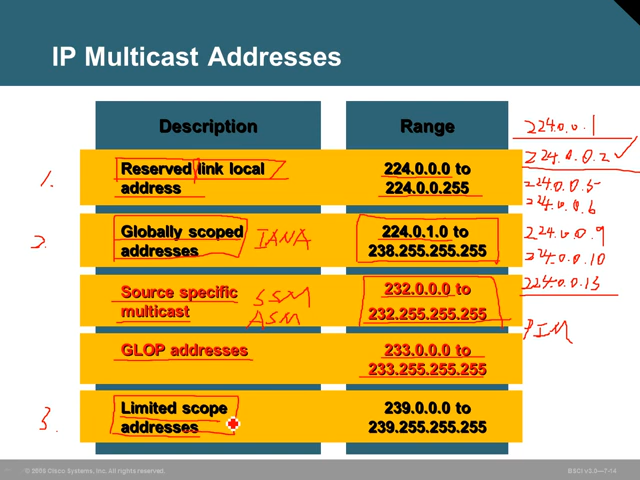 IP Multicast Addresses
Description
Range
224.0.0.1
1.
Reserved link local
address
224.0.0.0 to
224.0.0.255
224.0.0.2
224.0.0.5
224.0.0.6
2.
Globally scoped
addresses
IANA
224.0.1.0 to
238.255.255.255
224.0.0.9
224.0.0.10
Source specific
multicast
SSM
ASM
232.0.0.0 to
232.255.255.255
224.0.0.13
PIM
GLOP addresses
233.0.0.0 to
233.255.255.255
3.
Limited scope
addresses
239.0.0.0 to
239.255.255.255
Cisco Systems, Inc. All rights reserved.
BSCI v3.0—7-14